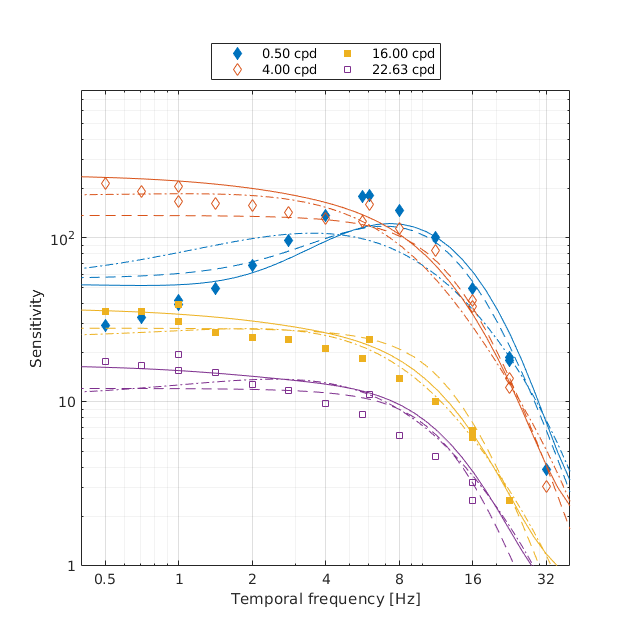 0.50 cpd 16.00 cpd
4.00 cpd 22.63 cpd
10²
10
1
Sensitivity
0.5 1 2 4 8 16 32
Temporal frequency [Hz]